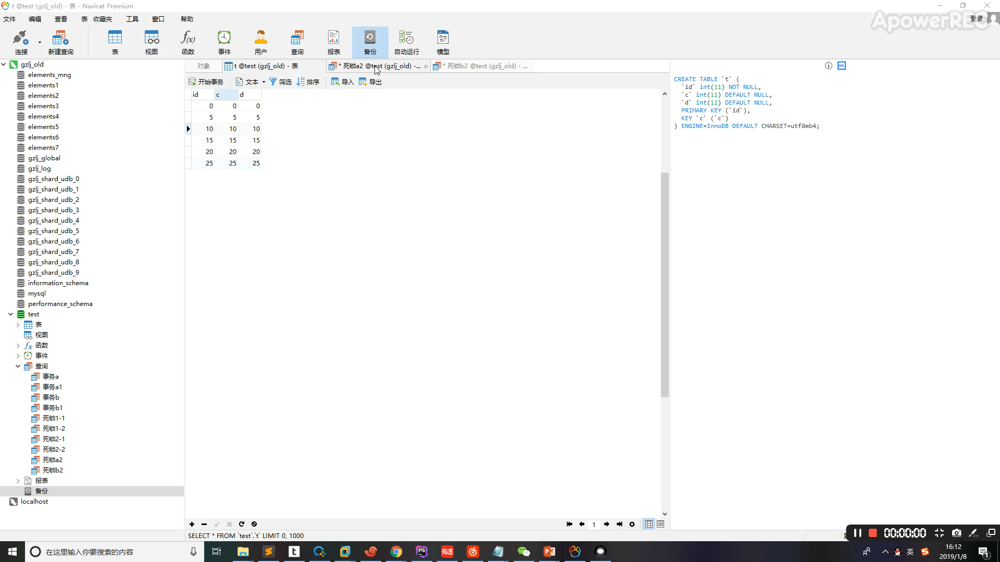 t @test (gzlj_old) - 表 - Navicat Premium
文件 编辑 查看 表 收藏夹 工具 窗口 帮助
登录
ApowerREC
连接 新建查询 表 视图 函数 事件 用户 查询 报表 备份 自动运行 模型
gzlj_old
elements_mng
elements1
elements2
elements3
elements4
elements5
elements6
elements7
gzlj_global
gzlj_log
gzlj_shard_udb_0
gzlj_shard_udb_1
gzlj_shard_udb_2
gzlj_shard_udb_3
gzlj_shard_udb_4
gzlj_shard_udb_5
gzlj_shard_udb_6
gzlj_shard_udb_7
gzlj_shard_udb_8
gzlj_shard_udb_9
information_schema
mysql
performance_schema
test
表
视图
函数
事件
查询
事务a
事务a1
事务b
事务b1
死锁1-1
死锁1-2
死锁2-1
死锁2-2
死锁a2
死锁b2
报表
备份
localhost
对象 t @test (gzlj_old) - 表 * 死锁a2 @test (gzlj_old) -... * 死锁b2 @test (gzlj_old) - ...
开始事务 文本 筛选 排序 导入 导出
id c d
0 0 0
5 5 5
10 10 10
15 15 15
20 20 20
25 25 25
CREATE TABLE `t` (
`id` int(11) NOT NULL,
`c` int(11) DEFAULT NULL,
`d` int(11) DEFAULT NULL,
PRIMARY KEY (`id`),
KEY `c` (`c`)
) ENGINE=InnoDB DEFAULT CHARSET=utf8mb4;
1
SELECT * FROM `test`.`t` LIMIT 0, 1000
00:00:00
在这里输入你要搜索的内容
英
16:12
2019/1/8